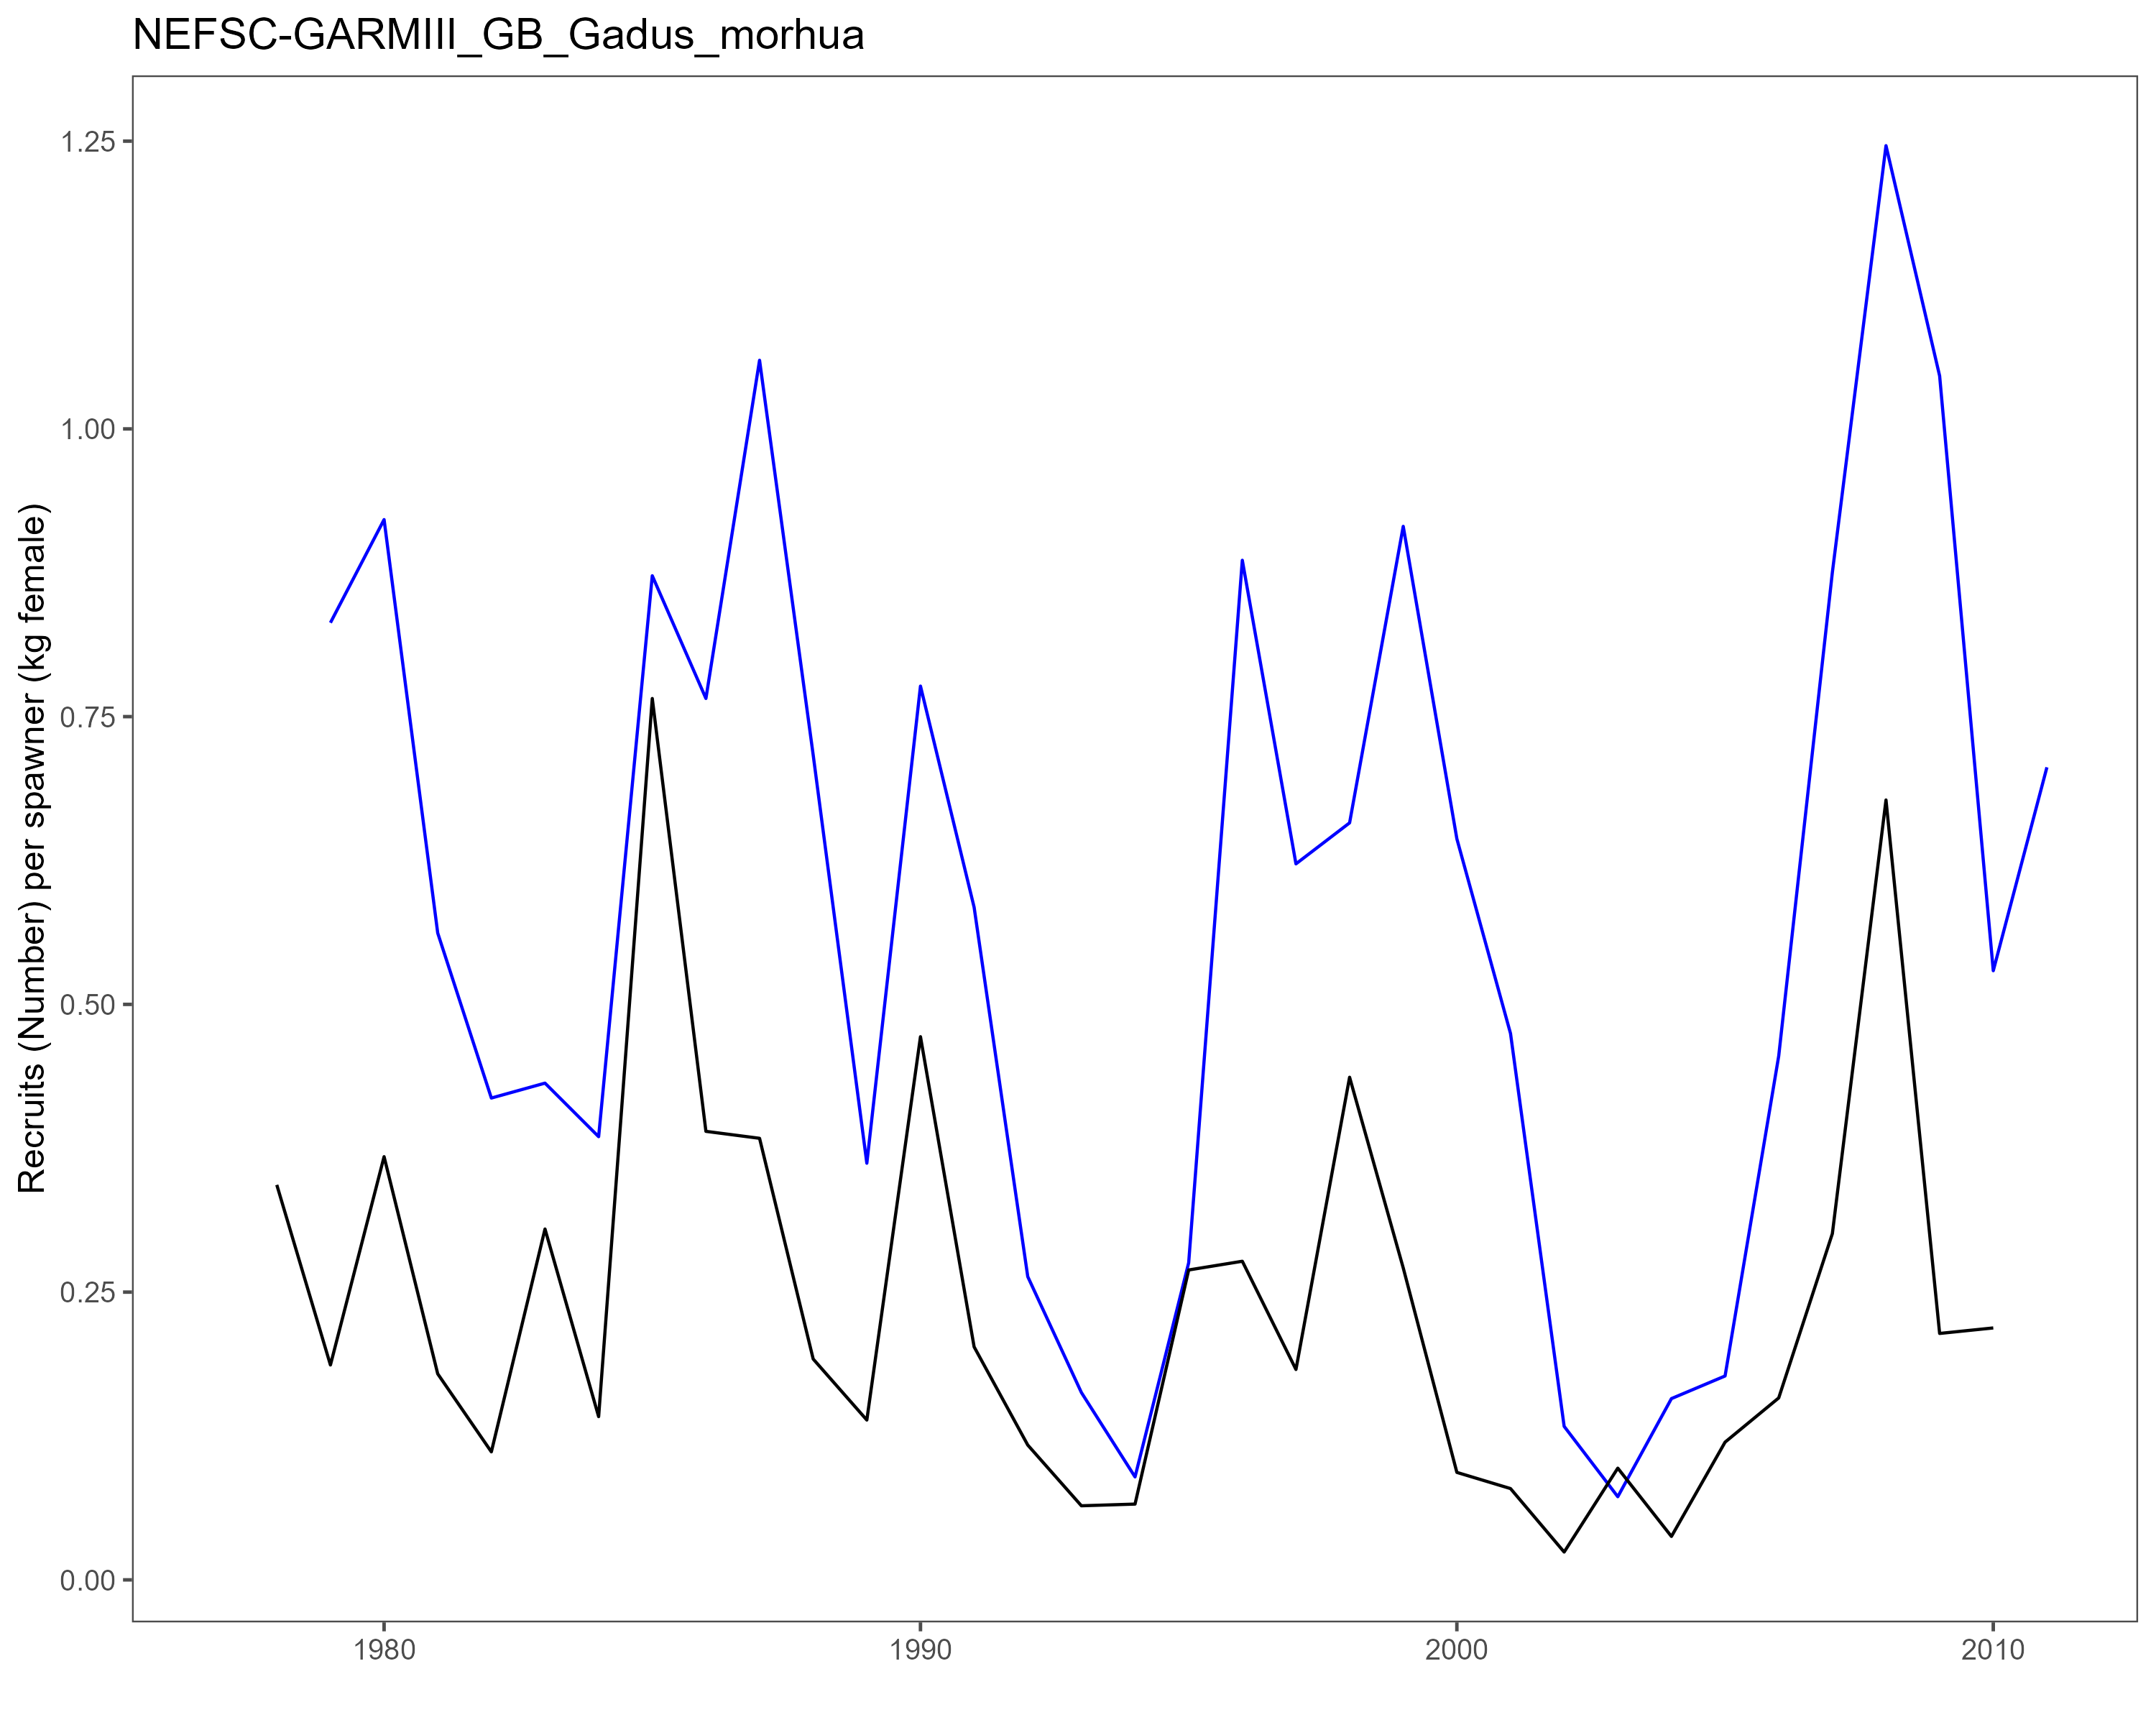 NEFSC-GARMIII_GB_Gadus_morhua
Recruits (Number) per spawner (kg female)
1.25
1.00
0.75
0.50
0.25
0.00
1980 1990 2000 2010